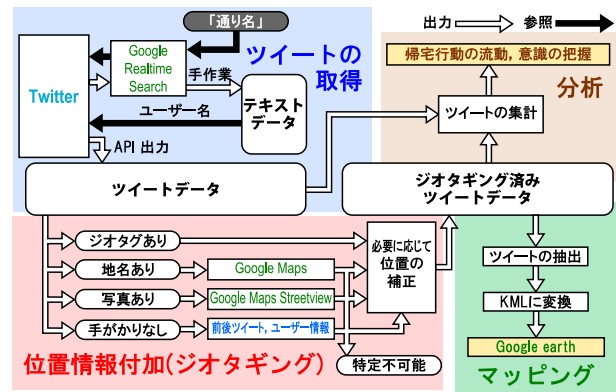 「通り名」
出力
参照
ツイートの
取得
Google
Realtime
Search
手作業
Twitter
テキスト
データ
ユーザー名
API 出力
ツイートデータ
帰宅行動の流動, 意識の把握
分析
ツイートの集計
ジオタギング済み
ツイートデータ
ジオタグあり
地名あり
Google Maps
写真あり
Google Maps Streetview
手がかりなし
前後ツイート, ユーザー情報
必要に応じて
位置の
補正
特定不可能
位置情報付加(ジオタギング)
ツイートの抽出
KMLに変換
Google earth
マッピング